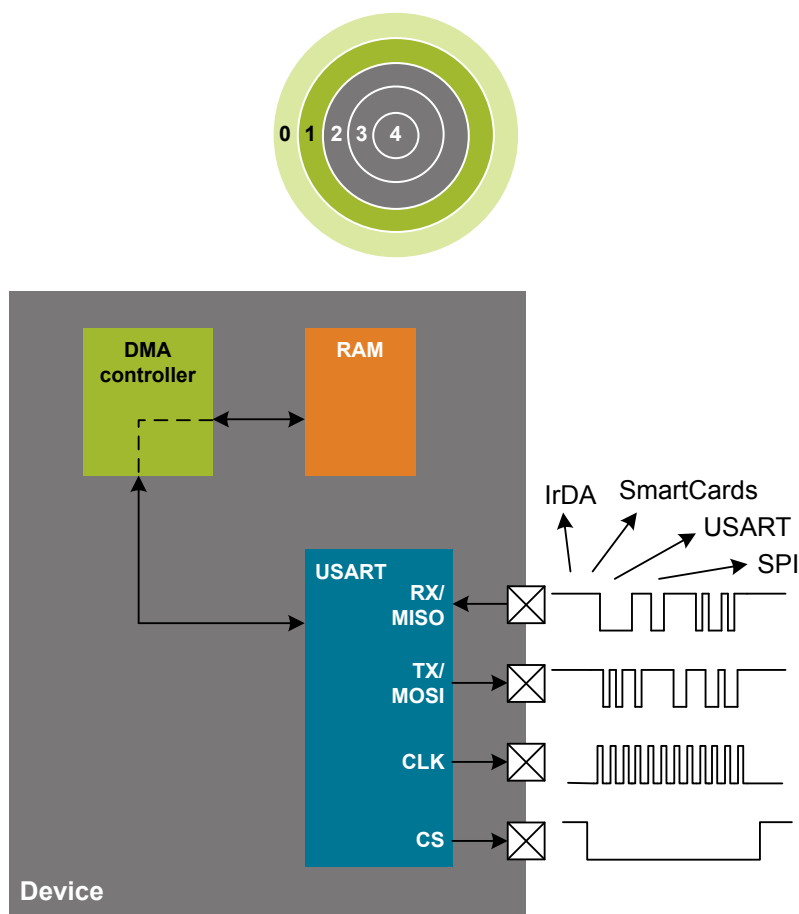 0 1 2 3 4
DMA
controller
RAM
IrDA
SmartCards
USART
SPI
USART
RX/
MISO
TX/
MOSI
CLK
CS
Device